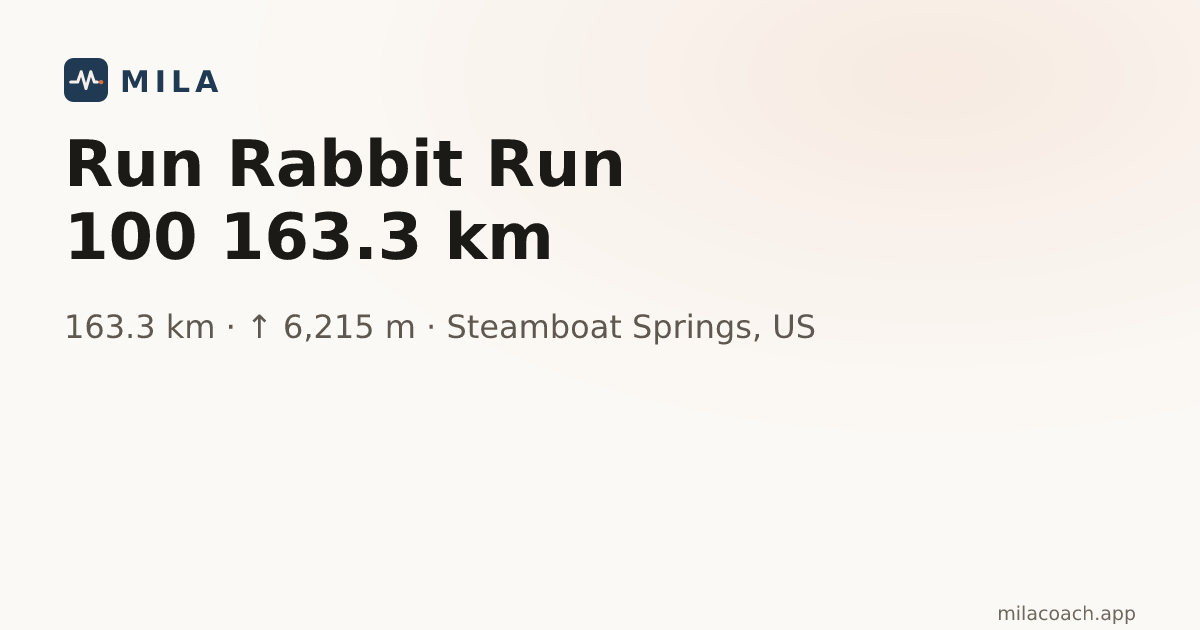 MILA
Run Rabbit Run
100 163.3 km
163.3 km · ↑ 6,215 m · Steamboat Springs, US
milacoach.app